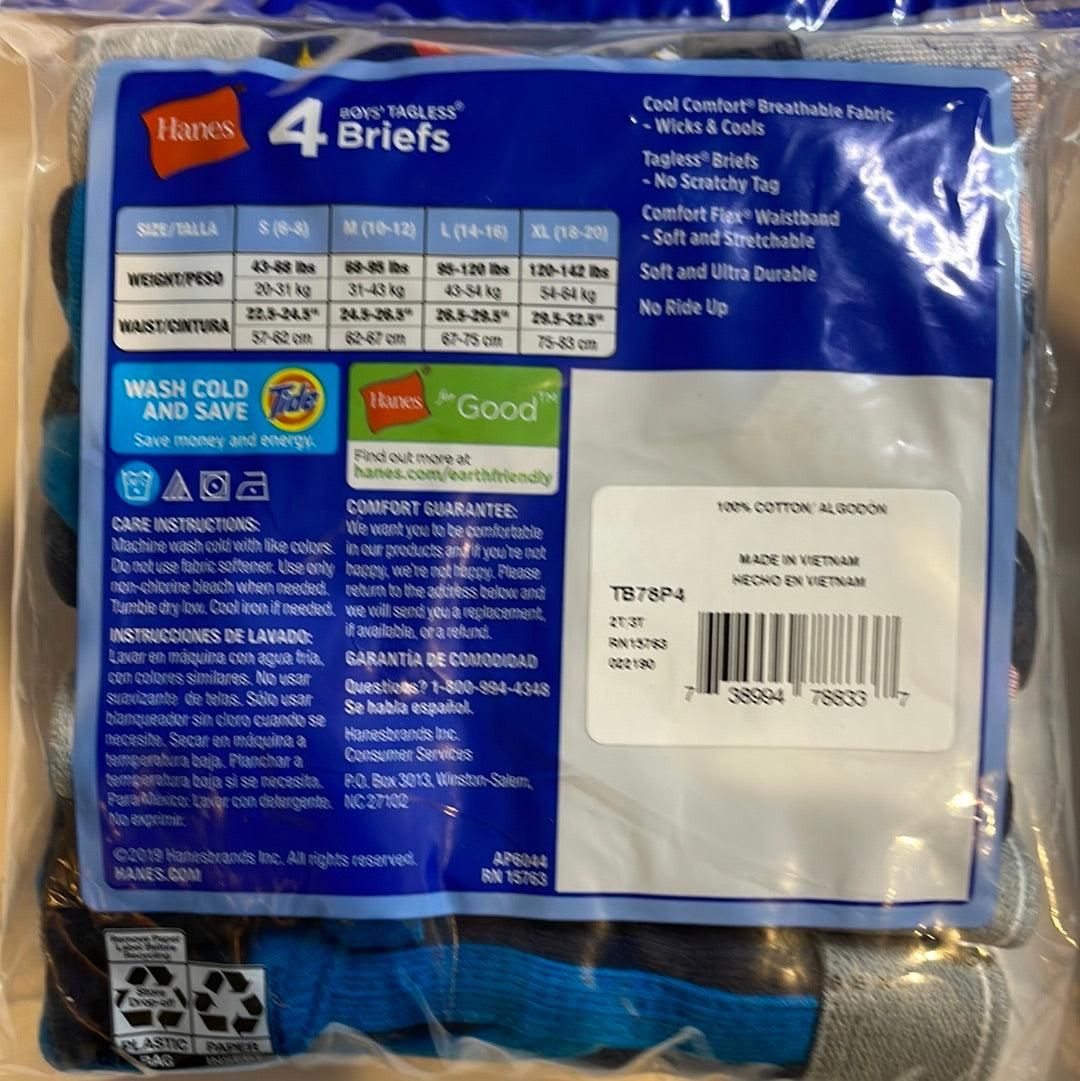 Hanes
4
BOYS' TAGLESS®
Briefs
Cool Comfort® Breathable Fabric
- Wicks & Cools
Tagless® Briefs
- No Scratchy Tag
Comfort Flex® Waistband
- Soft and Stretchable
Soft and Ultra Durable
No Ride Up
SIZE/TALLA S (6-8) M (10-12) L (14-16) XL (18-20)
WEIGHT/PESO 43-68 lbs 68-95 lbs 95-120 lbs 120-142 lbs
20-31 kg 31-43 kg 43-54 kg 54-64 kg
WAIST/CINTURA 22.5-24.5" 24.5-26.5" 26.5-29.5" 29.5-32.5"
57-62 cm 62-67 cm 67-75 cm 75-83 cm
WASH COLD
AND SAVE
Tide
Save money and energy.
Hanes for Good™
Find out more at
hanes.com/earthfriendly
CARE INSTRUCTIONS:
Machine wash cold with like colors.
Do not use fabric softener. Use only
non-chlorine bleach when needed.
Tumble dry low. Cool iron if needed.
INSTRUCCIONES DE LAVADO:
Lavar en máquina con agua fría,
con colores similares. No usar
suavizante de telas. Sólo usar
blanqueador sin cloro cuando se
necesite. Secar en máquina a
temperatura baja. Planchar a
temperatura baja si se necesita.
Para México: Lavar con detergente.
No exprimir.
COMFORT GUARANTEE:
We want you to be comfortable
in our products and if you're not
happy, we're not happy. Please
return to the address below and
we will send you a replacement,
if available, or a refund.
GARANTÍA DE COMODIDAD
Questions? 1-800-994-4348
Se habla español.
Hanesbrands Inc.
Consumer Services
P.O. Box 3013, Winston-Salem,
NC 27102
©2019 Hanesbrands Inc. All rights reserved.
HANES.COM
AP6044
RN 15763
100% COTTON/ ALGODÓN
MADE IN VIETNAM
HECHO EN VIETNAM
TB78P4
2T/3T
RN15763
022190
7 38994 78833 7
Remove Paper
Label Before
Recycling
Store
Drop-off
PLASTIC
BAG
PAPER